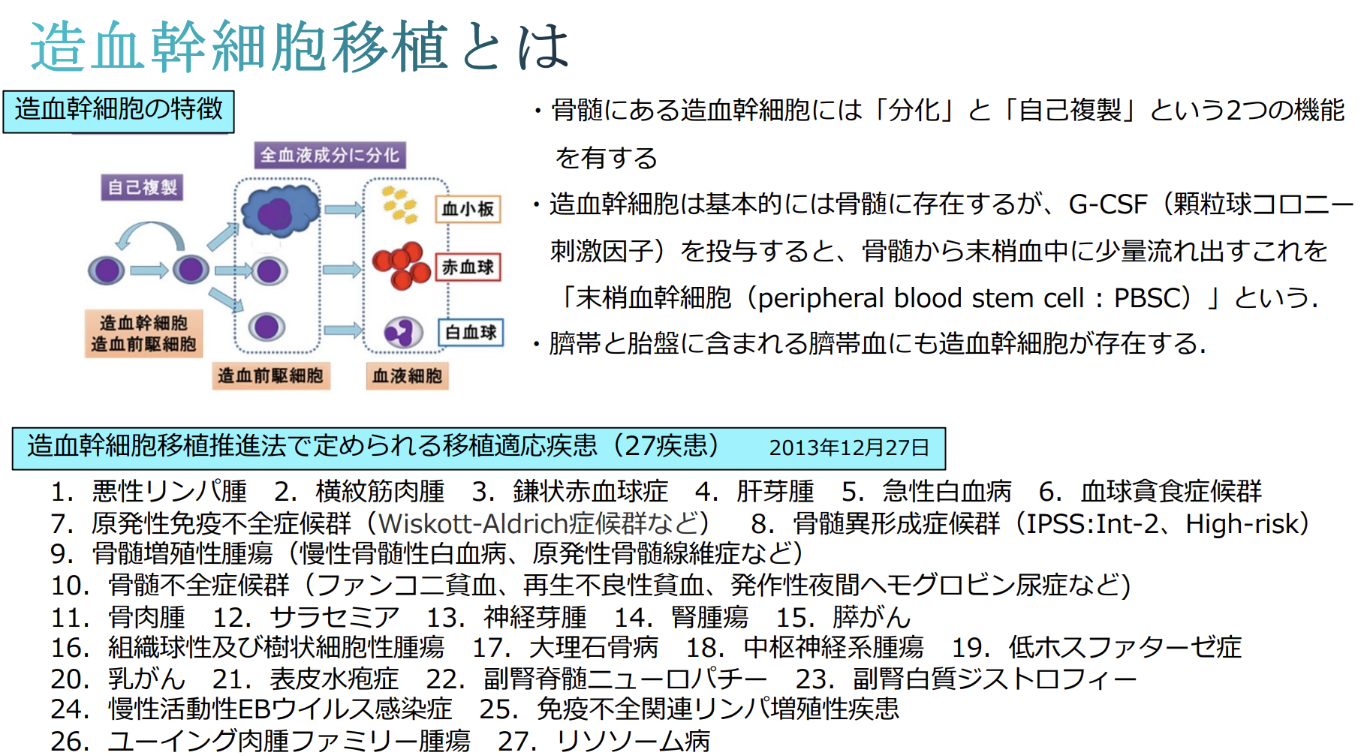 造血幹細胞移植とは
造血幹細胞の特徴
全血液成分に分化
自己複製
血小板
赤血球
白血球
造血幹細胞
造血前駆細胞
造血前駆細胞
血液細胞
・骨髄にある造血幹細胞には「分化」と「自己複製」という2つの機能
を有する
・造血幹細胞は基本的には骨髄に存在するが、G-CSF（顆粒球コロニー
刺激因子）を投与すると、骨髄から末梢血中に少量流れ出すこれを
「末梢血幹細胞（peripheral blood stem cell : PBSC）」という.
・臍帯と胎盤に含まれる臍帯血にも造血幹細胞が存在する.
造血幹細胞移植推進法で定められる移植適応疾患（27疾患） 2013年12月27日
1．悪性リンパ腫 2．横紋筋肉腫 3．鎌状赤血球症 4．肝芽腫 5．急性白血病 6．血球貪食症候群
7．原発性免疫不全症候群（Wiskott-Aldrich症候群など） 8．骨髄異形成症候群（IPSS:Int-2、High-risk）
9．骨髄増殖性腫瘍（慢性骨髄性白血病、原発性骨髄線維症など）
10．骨髄不全症候群（ファンコニ貧血、再生不良性貧血、発作性夜間ヘモグロビン尿症など)
11．骨肉腫 12．サラセミア 13．神経芽腫 14．腎腫瘍 15．膵がん
16．組織球性及び樹状細胞性腫瘍 17．大理石骨病 18．中枢神経系腫瘍 19．低ホスファターゼ症
20．乳がん 21．表皮水疱症 22．副腎脊髄ニューロパチー 23．副腎白質ジストロフィー
24．慢性活動性EBウイルス感染症 25．免疫不全関連リンパ増殖性疾患
26．ユーイング肉腫ファミリー腫瘍 27．リソソーム病